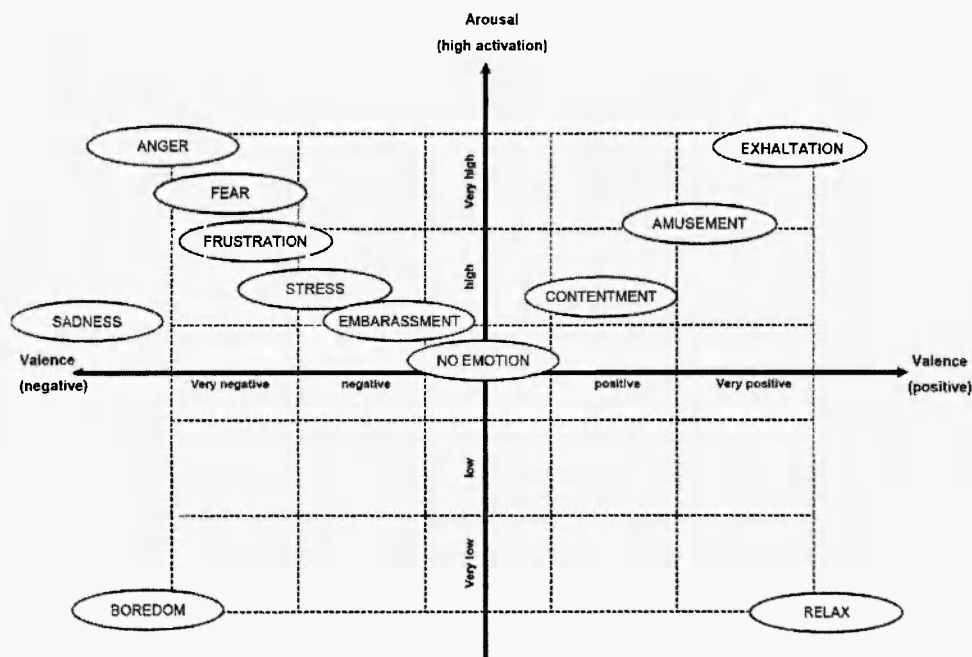 Arousal
(high activation)
ANGER
EXHALTATION
Very high
FEAR
AMUSEMENT
FRUSTRATION
high
STRESS
CONTENTMENT
SADNESS
EMBARASSMENT
NO EMOTION
Valence
(negative)
Very negative
negative
positive
Very positive
Valence
(positive)
low
Very low
BOREDOM
RELAX